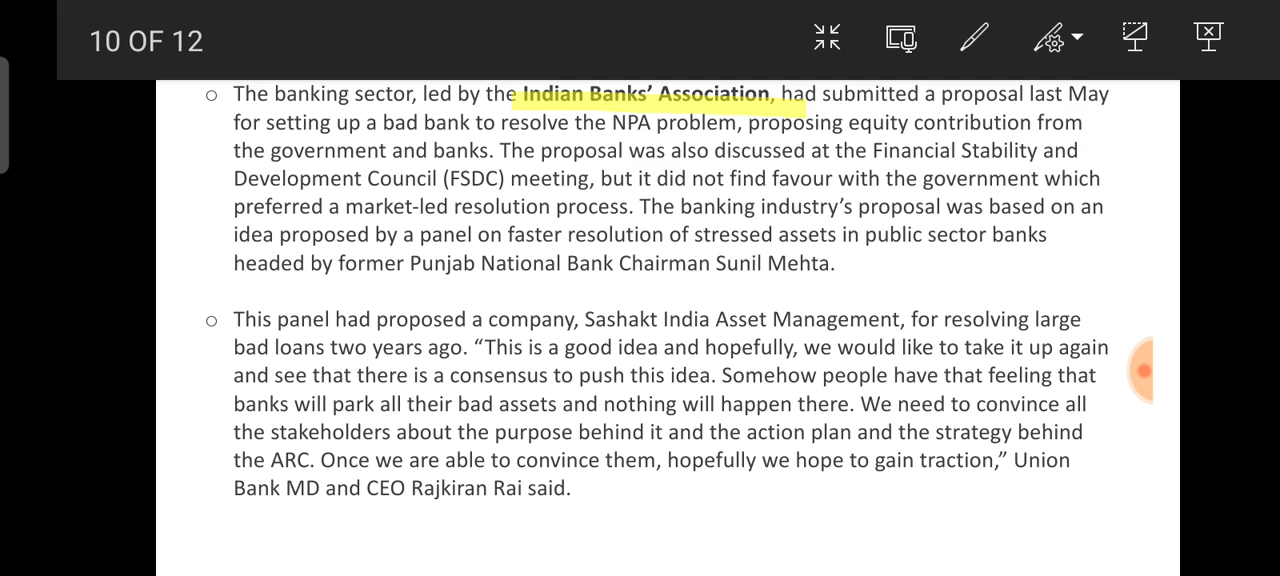 10 OF 12
○ The banking sector, led by the Indian Banks’ Association, had submitted a proposal last May
for setting up a bad bank to resolve the NPA problem, proposing equity contribution from
the government and banks. The proposal was also discussed at the Financial Stability and
Development Council (FSDC) meeting, but it did not find favour with the government which
preferred a market-led resolution process. The banking industry’s proposal was based on an
idea proposed by a panel on faster resolution of stressed assets in public sector banks
headed by former Punjab National Bank Chairman Sunil Mehta.
○ This panel had proposed a company, Sashakt India Asset Management, for resolving large
bad loans two years ago. “This is a good idea and hopefully, we would like to take it up again
and see that there is a consensus to push this idea. Somehow people have that feeling that
banks will park all their bad assets and nothing will happen there. We need to convince all
the stakeholders about the purpose behind it and the action plan and the strategy behind
the ARC. Once we are able to convince them, hopefully we hope to gain traction,” Union
Bank MD and CEO Rajkiran Rai said.